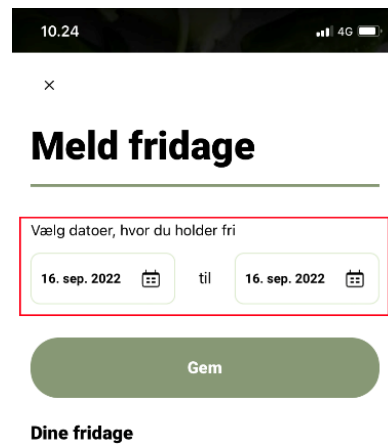 10.24 4G
×
Meld fridage
Vælg datoer, hvor du holder fri
16. sep. 2022 til 16. sep. 2022
Gem
Dine fridage